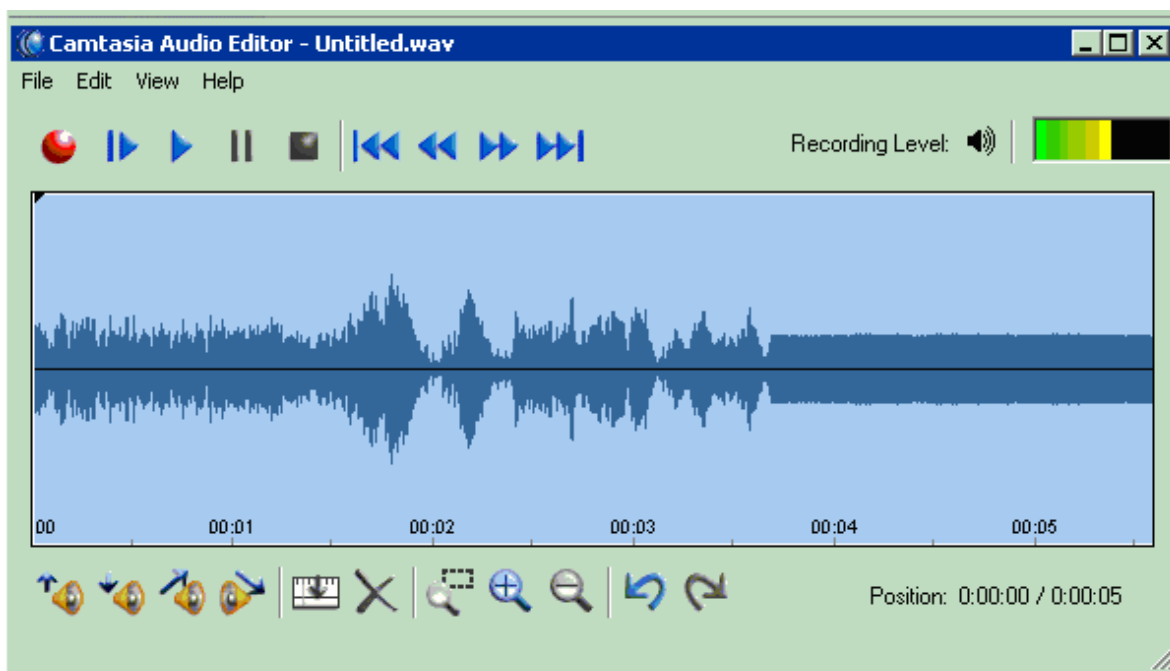 Camtasia Audio Editor - Untitled.wav
File Edit View Help
Recording Level:
00 00:01 00:02 00:03 00:04 00:05
Position: 0:00:00 / 0:00:05